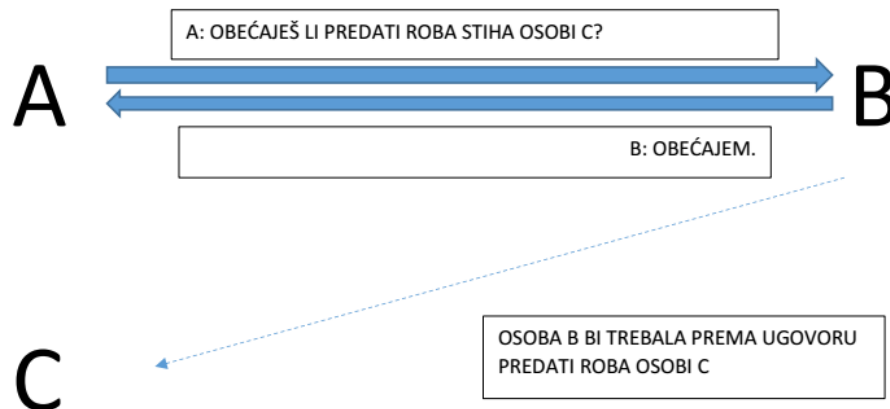 A: OBEĆAJEŠ LI PREDATI ROBA STIHA OSOBI C?
A
B
B: OBEĆAJEM.
OSOBA B BI TREBALA PREMA UGOVORU
PREDATI ROBA OSOBI C
C